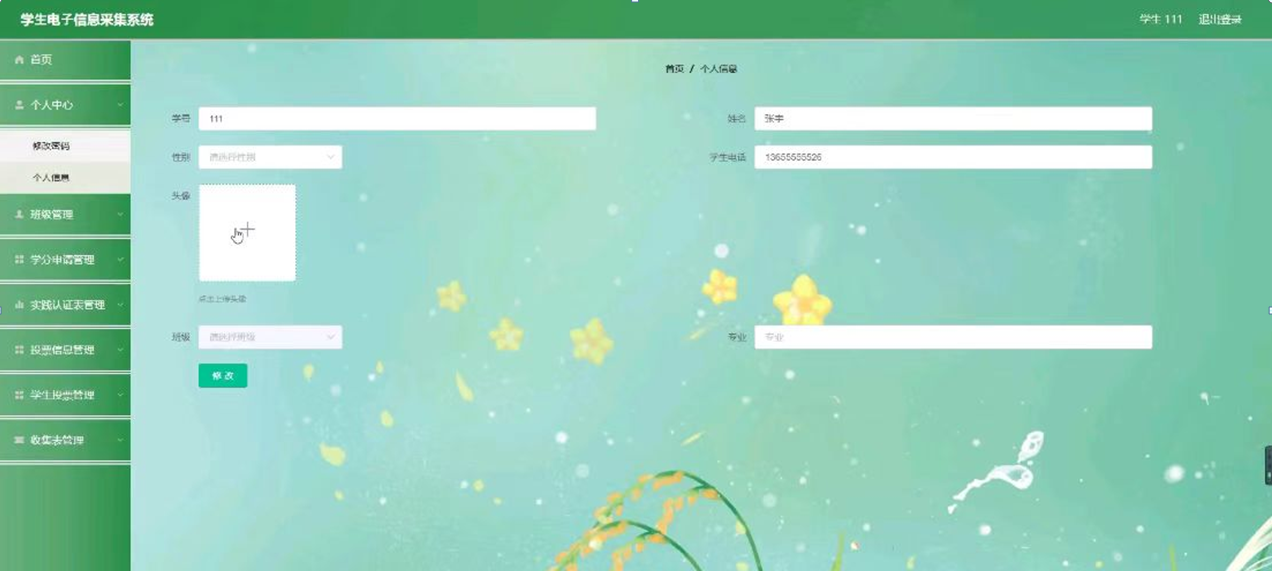 学生电子信息采集系统
学生 111 退出登录
首页
个人中心
修改密码
个人信息
班级管理
学分申请管理
实践认证表管理
投票信息管理
学生投票管理
收集表管理
首页 / 个人信息
学号 111
姓名 张宇
性别 请选择性别
学生电话 13655555526
头像
点击上传头像
班级 请选择班级
专业 专业
修改